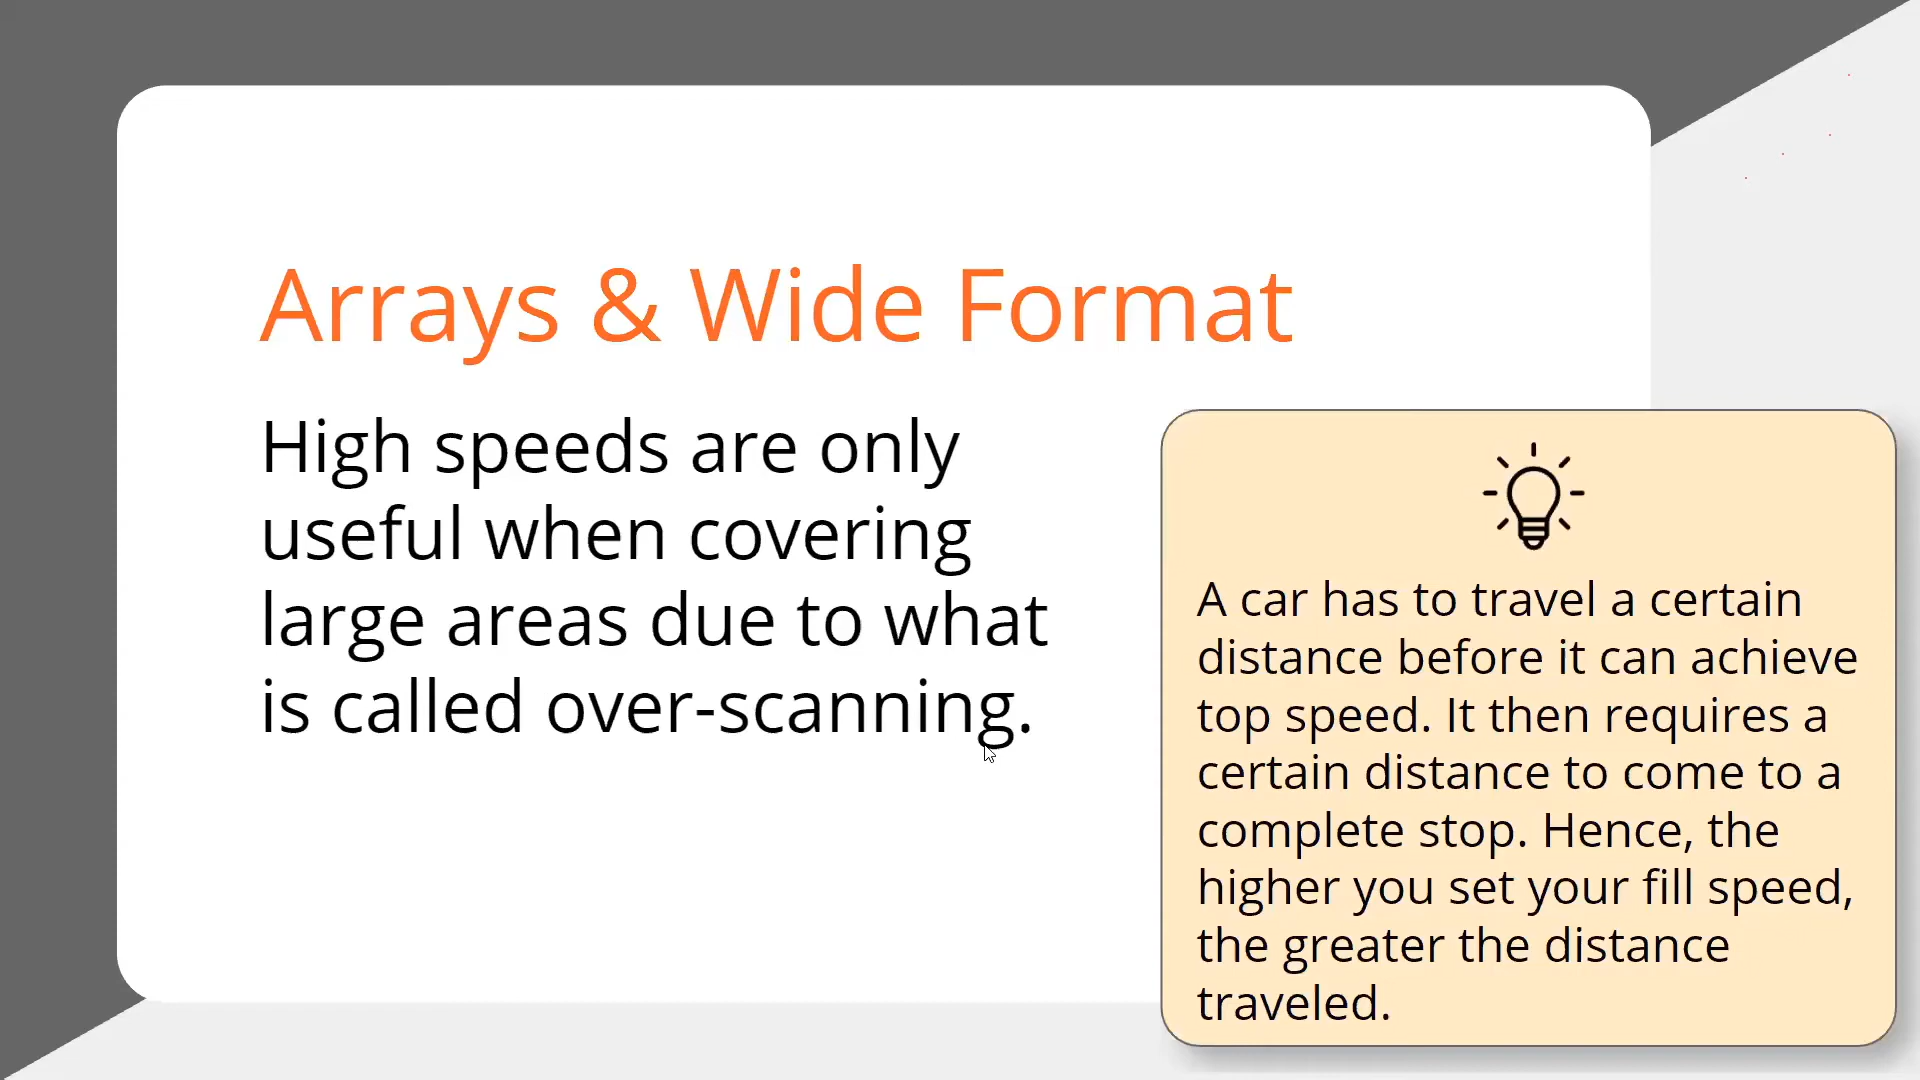 Arrays & Wide Format
High speeds are only
useful when covering
large areas due to what
is called over-scanning.
A car has to travel a certain
distance before it can achieve
top speed. It then requires a
certain distance to come to a
complete stop. Hence, the
higher you set your fill speed,
the greater the distance
traveled.